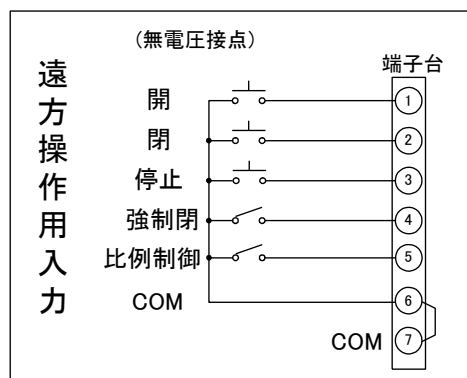 遠方操作用入力
(無電圧接点)
端子台
開 1
閉 2
停止 3
強制閉 4
比例制御 5
COM 6
COM 7